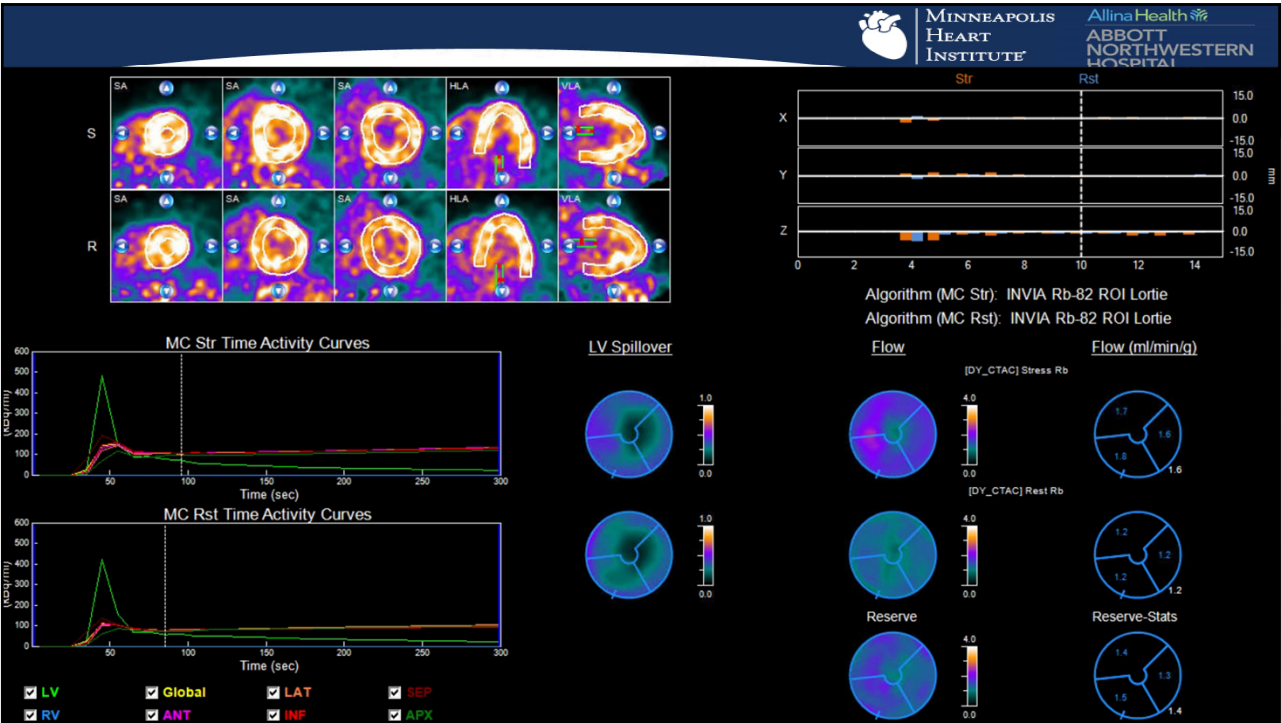 MINNEAPOLIS
HEART
INSTITUTE
Allina Health
ABBOTT
NORTHWESTERN
HOSPITAL
SA SA SA HLA VLA
S
SA SA SA HLA VLA
R
Str Rst
X
15.0
0.0
-15.0
Y
15.0
0.0
-15.0
Z
15.0
0.0
-15.0
mm
0 2 4 6 8 10 12 14
Algorithm (MC Str): INVIA Rb-82 ROI Lortie
Algorithm (MC Rst): INVIA Rb-82 ROI Lortie
MC Str Time Activity Curves
600
500
400
300
200
100
0
50 100 150 200 250 300
Time (sec)
MC Rst Time Activity Curves
600
500
400
300
200
100
0
50 100 150 200 250 300
Time (sec)
LV Global LAT SEP
RV ANT INF APX
LV Spillover
1.0
0.0
1.0
0.0
Flow Flow (ml/min/g)
[DY_CTAC] Stress Rb
4.0
0.0
1.7
1.6
1.8
1.6
[DY_CTAC] Rest Rb
4.0
0.0
1.2
1.2
1.2
1.2
Reserve Reserve-Stats
4.0
0.0
1.4
1.3
1.5
1.4